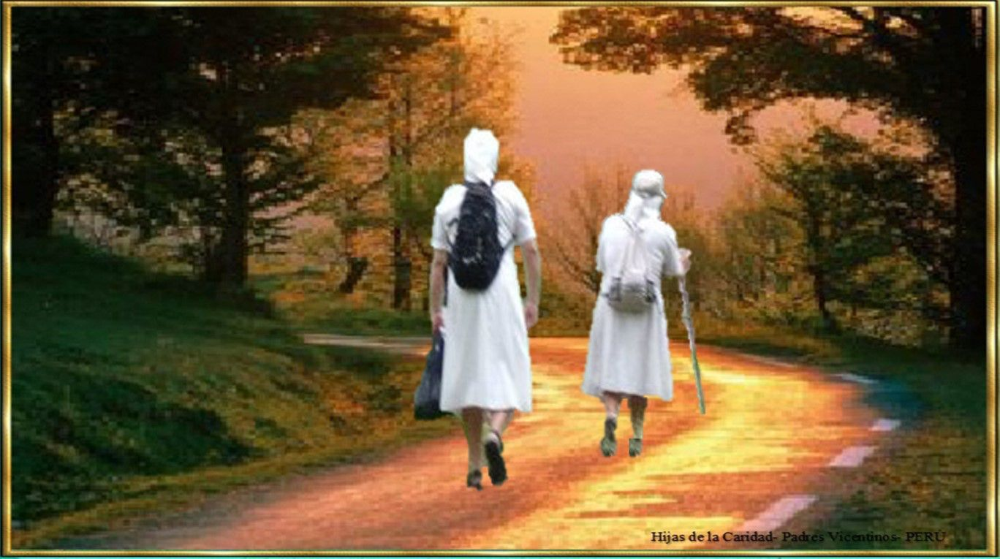 Hijas de la Caridad- Padres Vicentinos- PERÚ